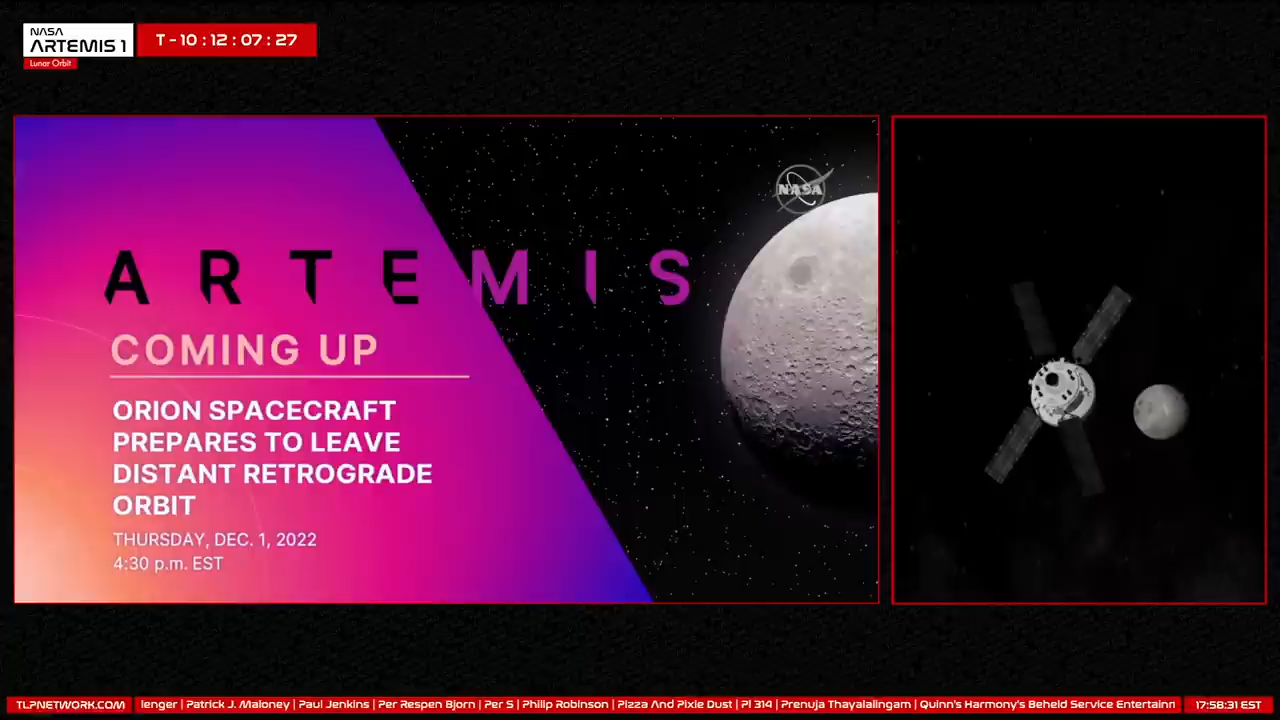 NASA
ARTEMIS 1
T - 10 : 12 : 07 : 27
Lunar Orbit
NASA
ARTEMIS
COMING UP
ORION SPACECRAFT
PREPARES TO LEAVE
DISTANT RETROGRADE
ORBIT
THURSDAY, DEC. 1, 2022
4:30 p.m. EST
TLPNETWORK.COM
lenger | Patrick J. Maloney | Paul Jenkins | Per Respen Bjorn | Per S | Philip Robinson | Pizza And Pixie Dust | Pl 314 | Prenuja Thayalalingam | Quinn's Harmony's Beheld Service Entertainn
17:58:31 EST